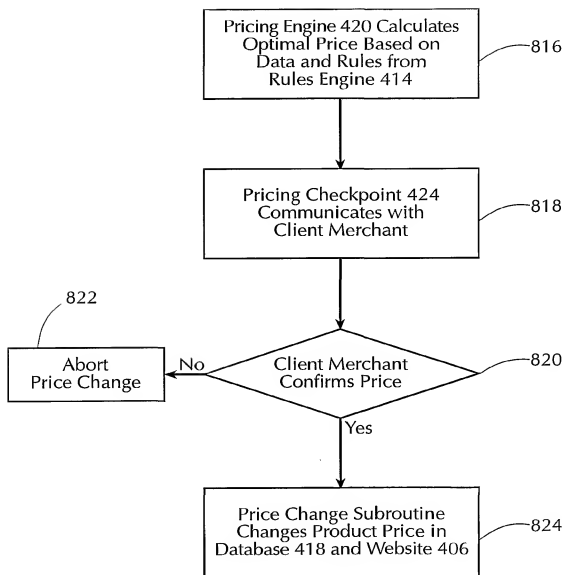 Pricing Engine 420 Calculates
Optimal Price Based on
Data and Rules from
Rules Engine 414
816
Pricing Checkpoint 424
Communicates with
Client Merchant
818
822
Abort
Price Change
No
Client Merchant
Confirms Price
820
Yes
Price Change Subroutine
Changes Product Price in
Database 418 and Website 406
824